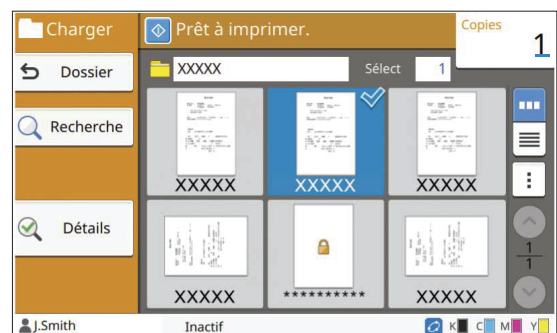 Charger
Prêt à imprimer.
Copies
1
Dossier
XXXXX
Sélect 1
Recherche
XXXXX XXXXX XXXXX
Détails
1
1
XXXXX ********** XXXXX
J.Smith
Inactif
K C M Y